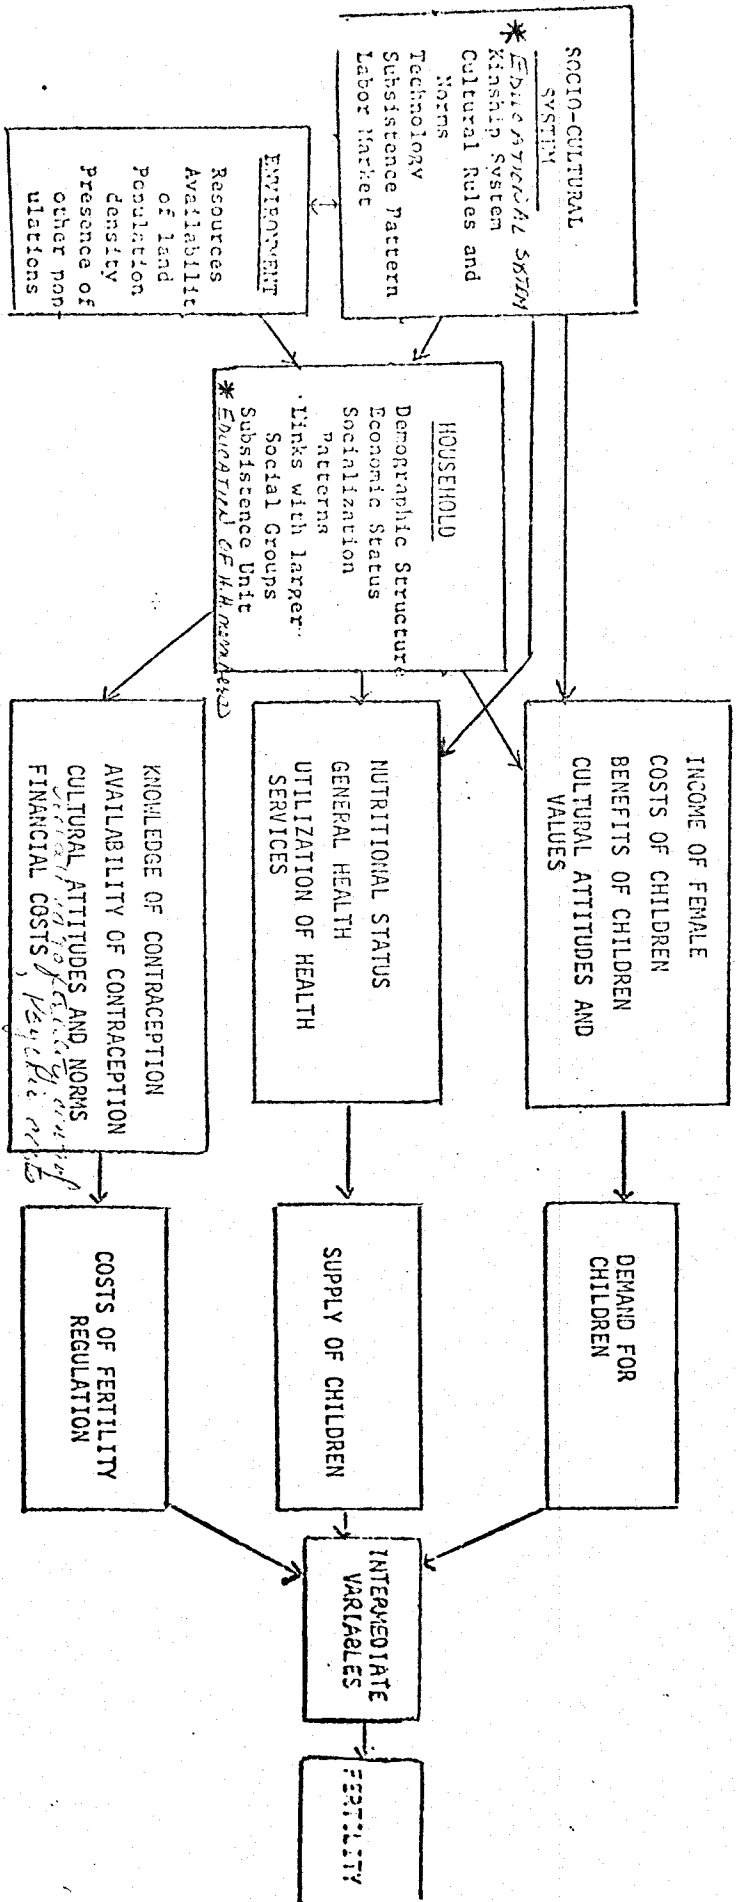 SOCIO-CULTURAL
SYSTEM
* EDUCATIONAL SYSTEM
Kinship System
Cultural Rules and
Norms
Technology
Subsistence Pattern
Labor Market
ENVIRONMENT
Resources
Availabilit
of land
Population
density
Presence of
other pop-
ulations
HOUSEHOLD
Demographic Structure
Economic Status
Socialization
Patterns
Links with larger
Social Groups
Subsistence Unit
* EDUCATION OF H.H. members
INCOME OF FEMALE
COSTS OF CHILDREN
BENEFITS OF CHILDREN
CULTURAL ATTITUDES AND
VALUES
NUTRITIONAL STATUS
GENERAL HEALTH
UTILIZATION OF HEALTH
SERVICES
KNOWLEDGE OF CONTRACEPTION
AVAILABILITY OF CONTRACEPTION
CULTURAL ATTITUDES AND NORMS
FINANCIAL COSTS, Psychic costs
DEMAND FOR
CHILDREN
SUPPLY OF CHILDREN
COSTS OF FERTILITY
REGULATION
INTERMEDIATE
VARIABLES
FERTILITY